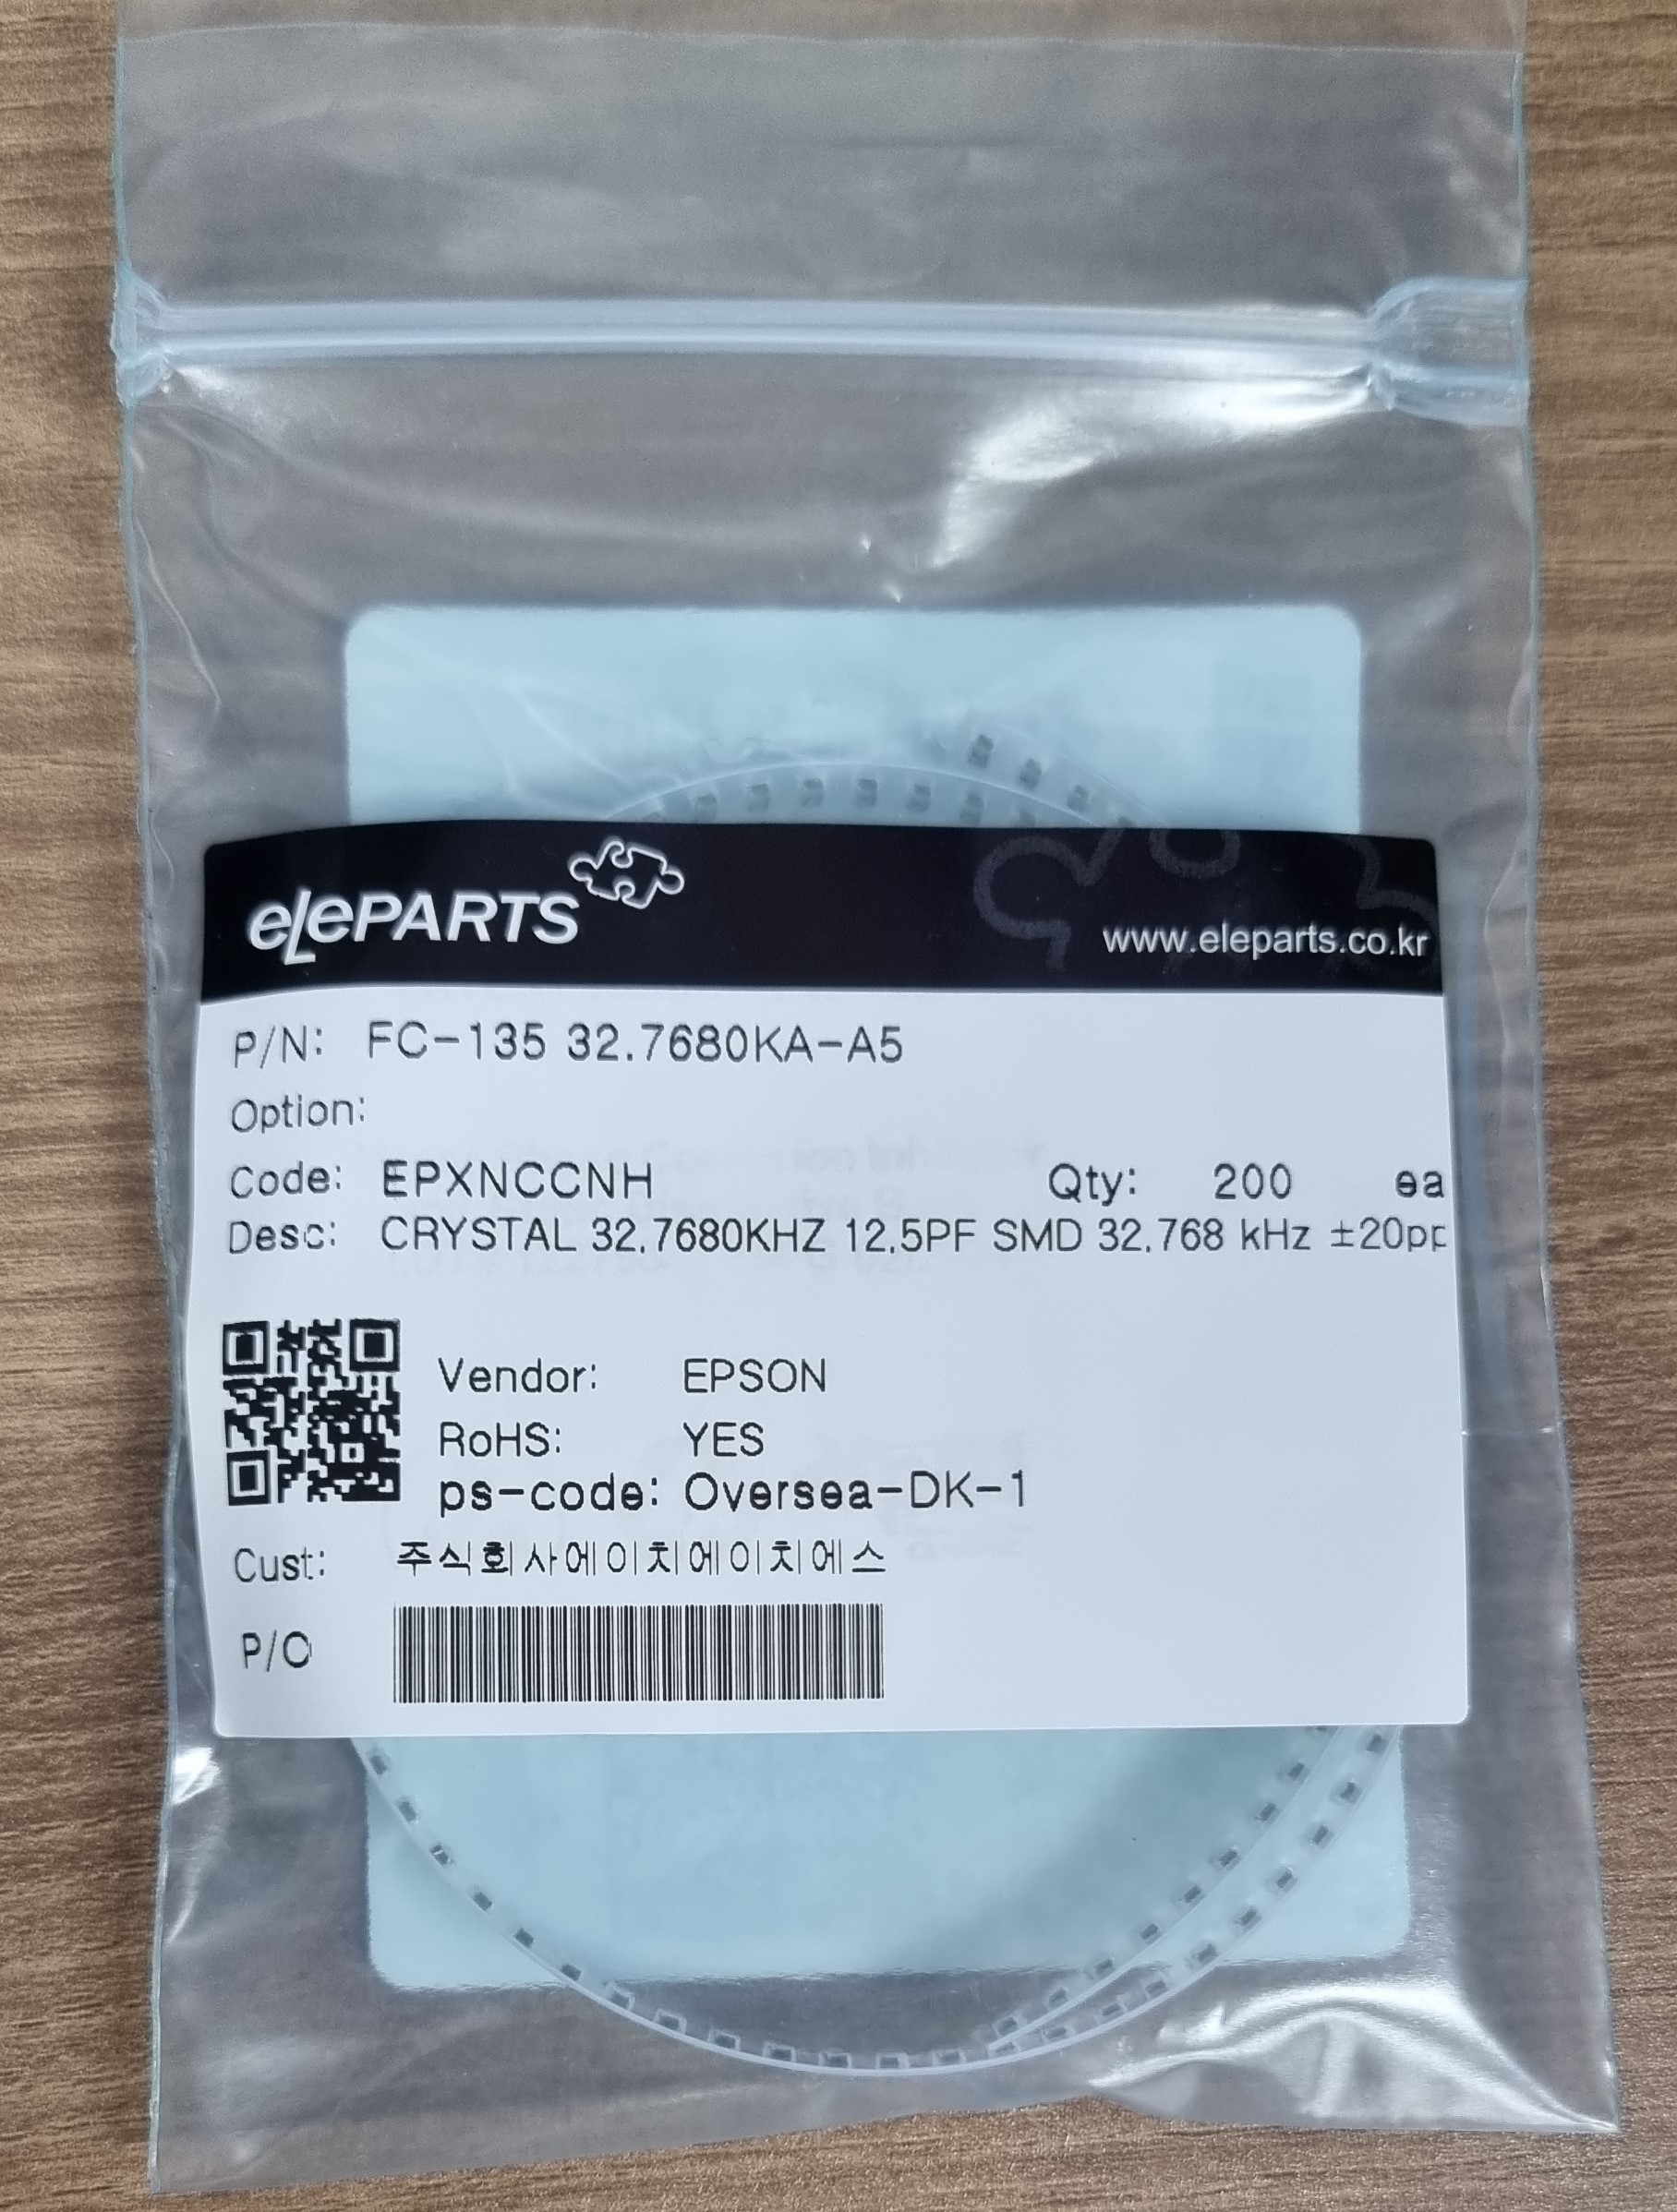 eLePARTS
www.eleparts.co.kr
P/N: FC-135 32.7680KA-A5
Option:
Code: EPXNCCNH Qty: 200 ea
Desc: CRYSTAL 32.7680KHZ 12.5PF SMD 32.768 kHz ±20pp
Vendor: EPSON
RoHS: YES
ps-code: Oversea-DK-1
Cust: 주식회사에이치에이치에스
P/O